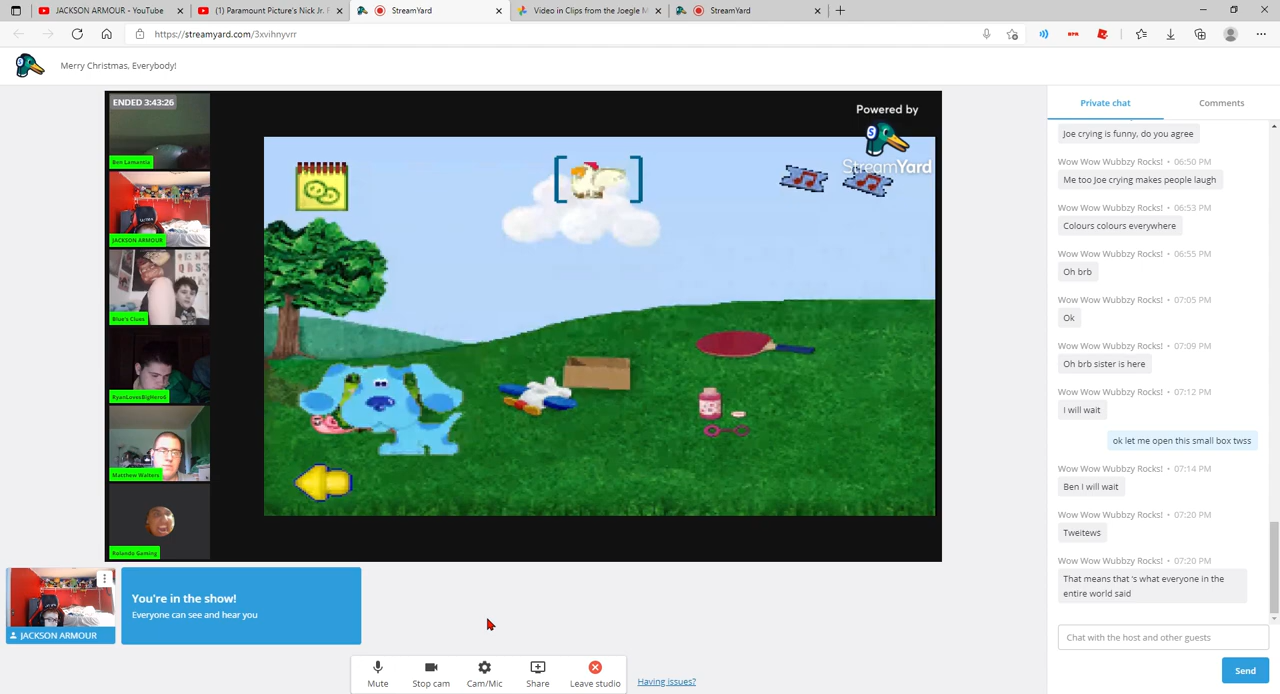 JACKSON ARMOUR - YouTube
(1) Paramount Picture's Nick Jr. F
StreamYard
Video in Clips from the Joegle M
StreamYard
https://streamyard.com/3xvihnyvrr
Merry Christmas, Everybody!
ENDED 3:43:26
Ben Lamantia
JACKSON ARMOUR
Blue's Clues
RyanLovesBigHero6
Matthew Watters
Rolando Gaming
Powered by
StreamYard
You're in the show!
Everyone can see and hear you
JACKSON ARMOUR
Mute
Stop cam
Cam/Mic
Share
Leave studio
Having issues?
Private chat
Comments
Joe crying is funny, do you agree
Wow Wow Wubbzy Rocks! • 06:50 PM
Me too Joe crying makes people laugh
Wow Wow Wubbzy Rocks! • 06:53 PM
Colours colours everywhere
Wow Wow Wubbzy Rocks! • 06:55 PM
Oh brb
Wow Wow Wubbzy Rocks! • 07:05 PM
Ok
Wow Wow Wubbzy Rocks! • 07:09 PM
Oh brb sister is here
Wow Wow Wubbzy Rocks! • 07:12 PM
I will wait
ok let me open this small box twss
Wow Wow Wubbzy Rocks! • 07:14 PM
Ben I will wait
Wow Wow Wubbzy Rocks! • 07:20 PM
Tweitews
Wow Wow Wubbzy Rocks! • 07:20 PM
That means that 's what everyone in the
entire world said
Chat with the host and other guests
Send